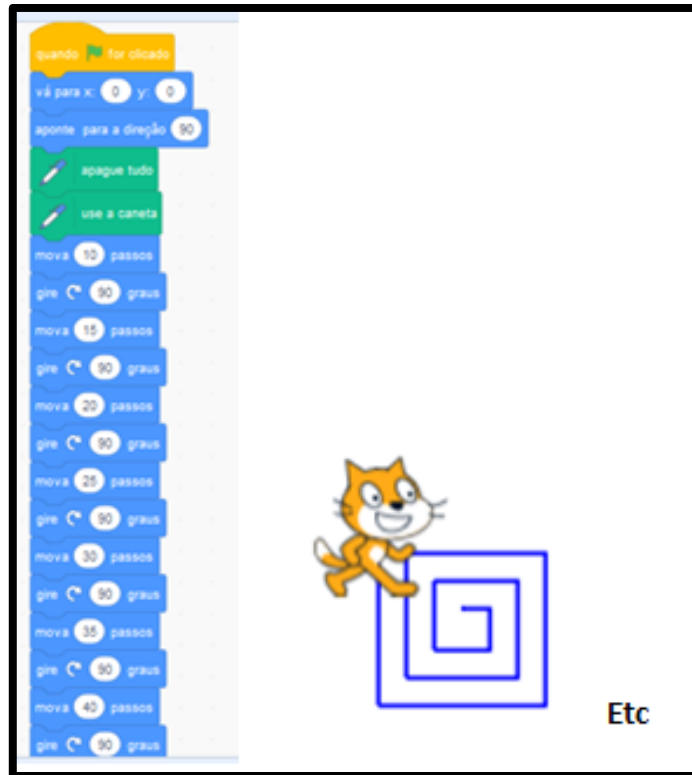 quando for clicado
vá para x: 0 y: 0
aponte para a direção 90
apague tudo
use a caneta
mova 10 passos
gire 90 graus
mova 15 passos
gire 90 graus
mova 20 passos
gire 90 graus
mova 25 passos
gire 90 graus
mova 30 passos
gire 90 graus
mova 35 passos
gire 90 graus
mova 40 passos
gire 90 graus
Etc